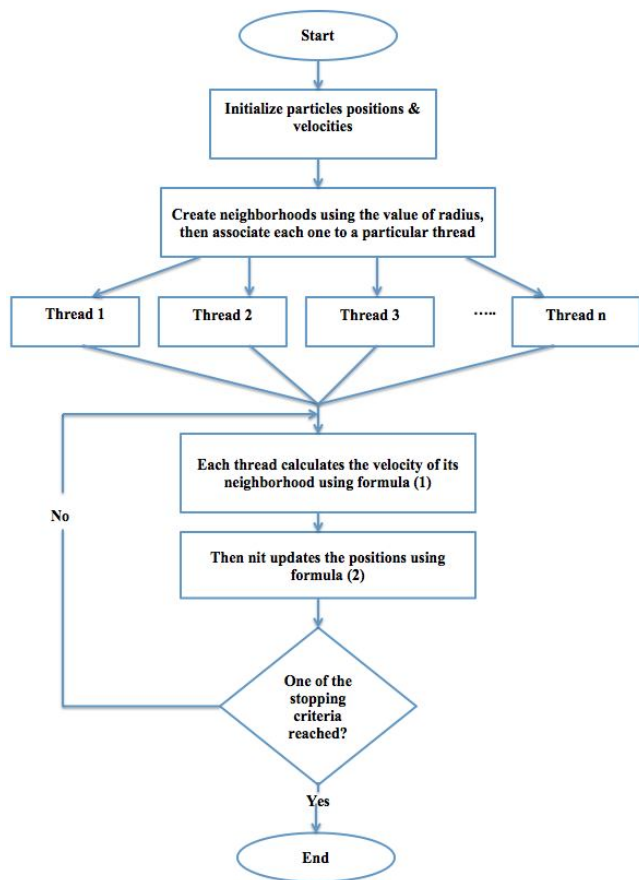 Start
Initialize particles positions &
velocities
Create neighborhoods using the value of radius,
then associate each one to a particular thread
Thread 1
Thread 2
Thread 3
.....
Thread n
Each thread calculates the velocity of its
neighborhood using formula (1)
No
Then nit updates the positions using
formula (2)
One of the
stopping
criteria
reached?
Yes
End